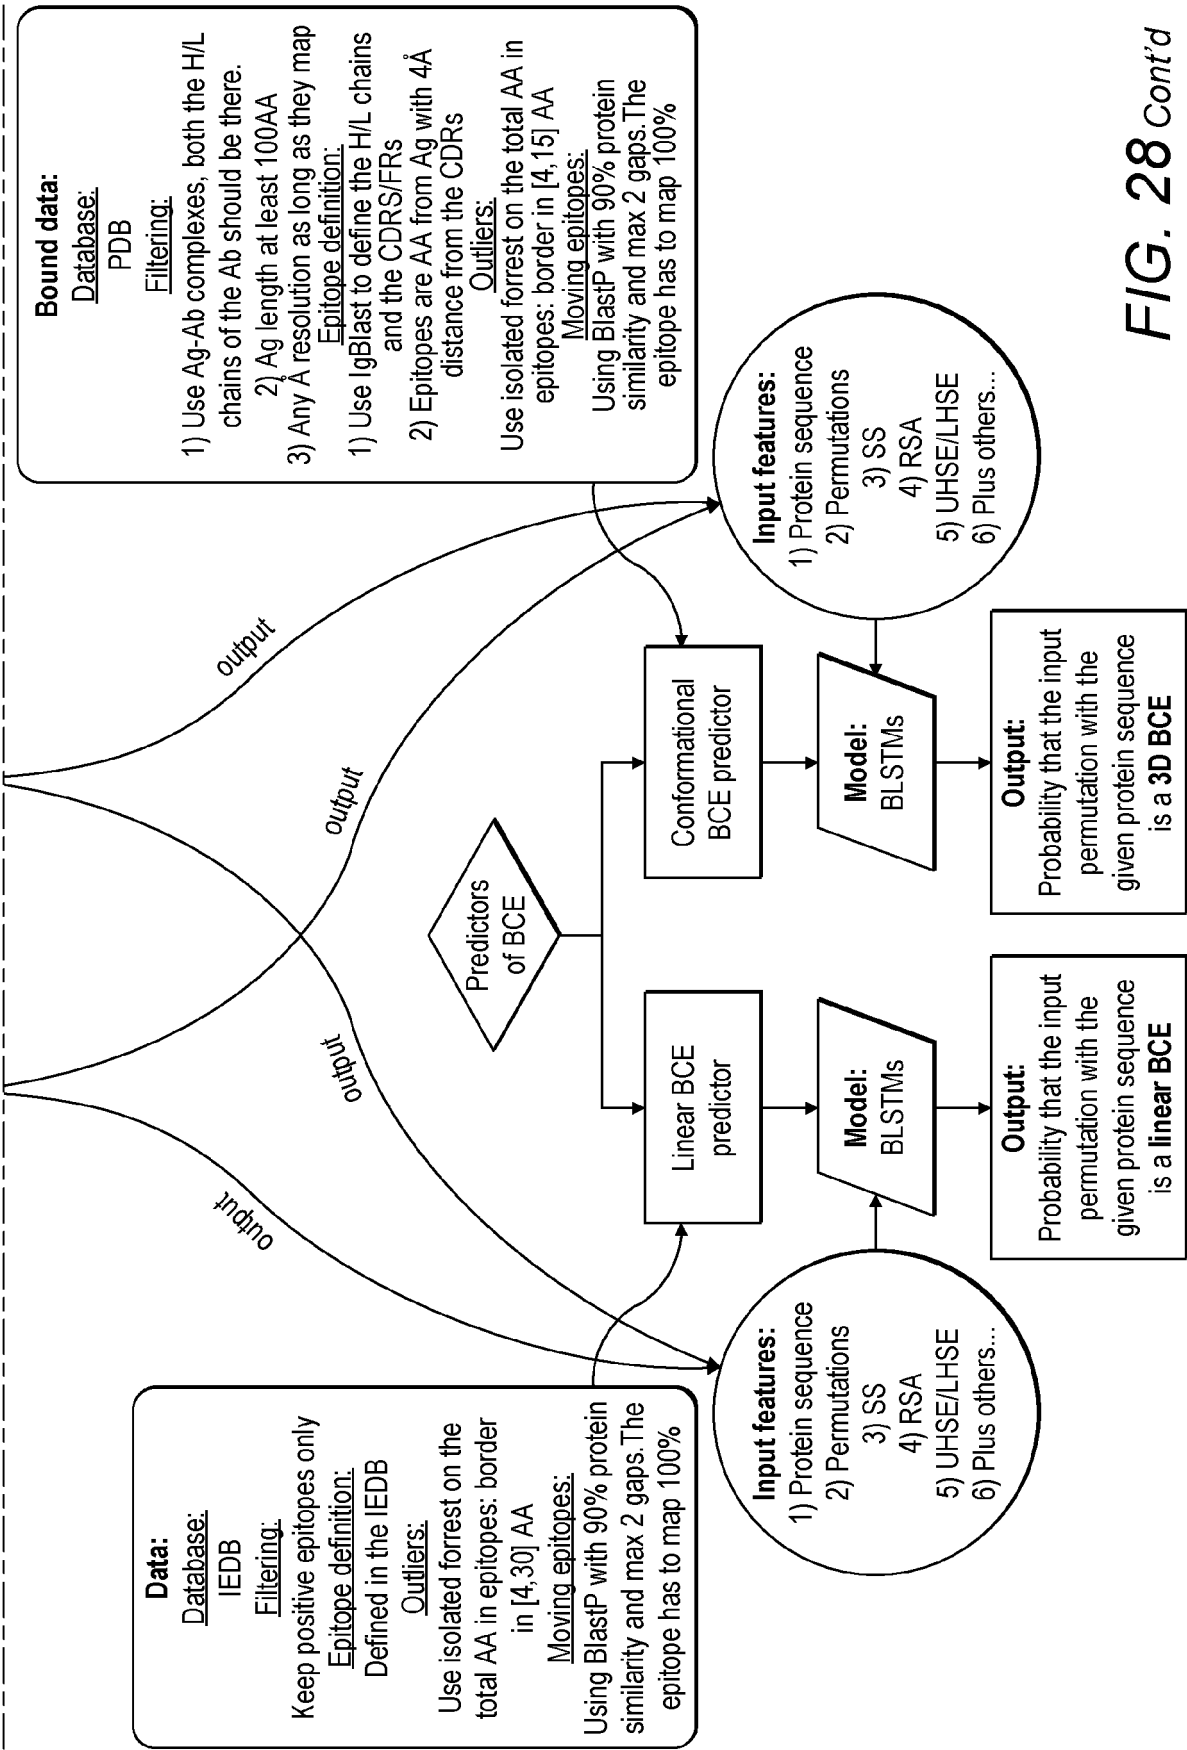 Data:
Database:
IEDB
Filtering:
Keep positive epitopes only
Epitope definition:
Defined in the IEDB
Outliers:
Use isolated forrest on the
total AA in epitopes: border
in [4,30] AA
Moving epitopes:
Using BlastP with 90% protein
similarity and max 2 gaps.The
epitope has to map 100%
Bound data:
Database:
PDB
Filtering:
1) Use Ag-Ab complexes, both the H/L
chains of the Ab should be there.
2) Ag length at least 100AA
3) Any Å resolution as long as they map
Epitope definition:
1) Use IgBlast to define the H/L chains
and the CDRS/FRs
2) Epitopes are AA from Ag with 4Å
distance from the CDRs
Outliers:
Use isolated forrest on the total AA in
epitopes: border in [4,15] AA
Moving epitopes:
Using BlastP with 90% protein
similarity and max 2 gaps.The
epitope has to map 100%
output
output
output
output
Predictors
of BCE
Linear BCE
predictor
Conformational
BCE predictor
Input features:
1) Protein sequence
2) Permutations
3) SS
4) RSA
5) UHSE/LHSE
6) Plus others...
Model:
BLSTMs
Model:
BLSTMs
Input features:
1) Protein sequence
2) Permutations
3) SS
4) RSA
5) UHSE/LHSE
6) Plus others...
Output:
Probability that the input
permutation with the
given protein sequence
is a linear BCE
Output:
Probability that the input
permutation with the
given protein sequence
is a 3D BCE
FIG. 28 Cont'd